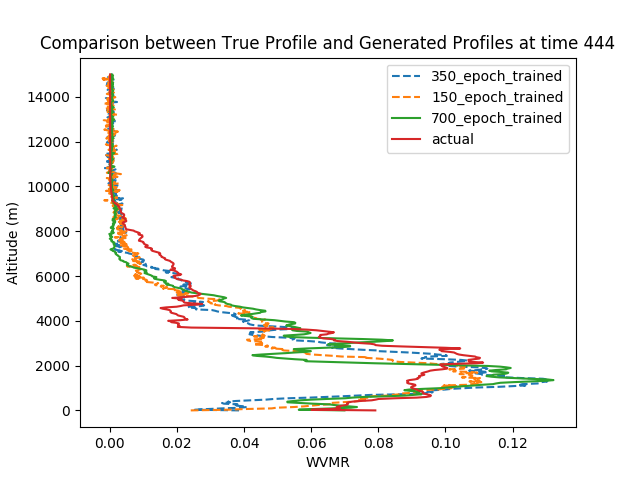 Comparison between True Profile and Generated Profiles at time 444
350_epoch_trained
150_epoch_trained
700_epoch_trained
actual
Altitude (m)
14000
12000
10000
8000
6000
4000
2000
0
0.00 0.02 0.04 0.06 0.08 0.10 0.12
WVMR